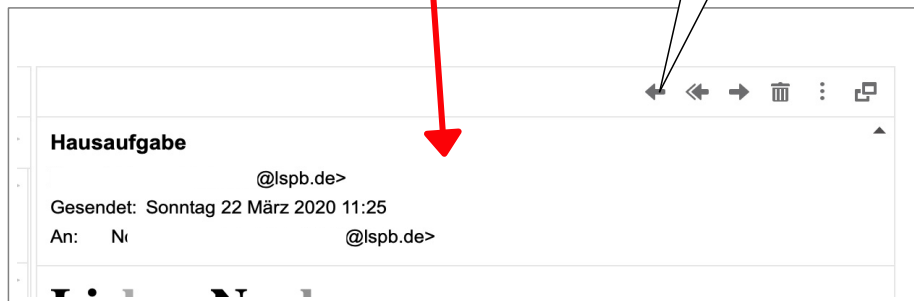 Hausaufgabe
@lspb.de>
Gesendet: Sonntag 22 März 2020 11:25
An: @lspb.de>